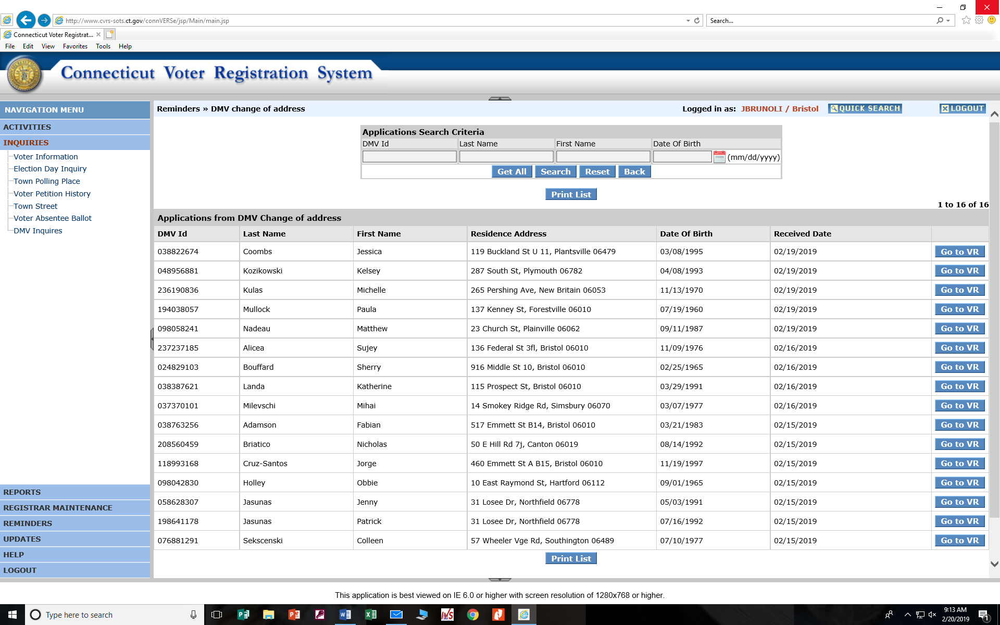 http://www.cvrs-sots.ct.gov/connVERSe/jsp/Main/main.jsp
Search...
Connecticut Voter Registrat...
File Edit View Favorites Tools Help
Connecticut Voter Registration System
NAVIGATION MENU
ACTIVITIES
INQUIRIES
Voter Information
Election Day Inquiry
Town Polling Place
Voter Petition History
Town Street
Voter Absentee Ballot
DMV Inquires
REPORTS
REGISTRAR MAINTENANCE
REMINDERS
UPDATES
HELP
LOGOUT
Reminders » DMV change of address Logged in as: JBRUNOLI / Bristol QUICK SEARCH LOGOUT
Applications Search Criteria
DMV Id Last Name First Name Date Of Birth
(mm/dd/yyyy)
Get All Search Reset Back
Print List
1 to 16 of 16
Applications from DMV Change of address
DMV Id Last Name First Name Residence Address Date Of Birth Received Date
038822674 Coombs Jessica 119 Buckland St U 11, Plantsville 06479 03/08/1995 02/19/2019 Go to VR
048956881 Kozikowski Kelsey 287 South St, Plymouth 06782 04/08/1993 02/19/2019 Go to VR
236190836 Kulas Michelle 265 Pershing Ave, New Britain 06053 11/13/1970 02/19/2019 Go to VR
194038057 Mullock Paula 137 Kenney St, Forestville 06010 07/19/1960 02/19/2019 Go to VR
098058241 Nadeau Matthew 23 Church St, Plainville 06062 09/11/1987 02/19/2019 Go to VR
237237185 Alicea Sujey 136 Federal St 3fl, Bristol 06010 11/09/1976 02/16/2019 Go to VR
024829103 Bouffard Sherry 916 Middle St 10, Bristol 06010 02/25/1965 02/16/2019 Go to VR
038387621 Landa Katherine 115 Prospect St, Bristol 06010 03/29/1991 02/16/2019 Go to VR
037370101 Milevschi Mihai 14 Smokey Ridge Rd, Simsbury 06070 03/07/1977 02/16/2019 Go to VR
038763256 Adamson Fabian 517 Emmett St B14, Bristol 06010 03/21/1983 02/15/2019 Go to VR
208560459 Briatico Nicholas 50 E Hill Rd 7j, Canton 06019 08/14/1992 02/15/2019 Go to VR
118993168 Cruz-Santos Jorge 460 Emmett St A B15, Bristol 06010 11/19/1997 02/15/2019 Go to VR
098042830 Holley Obbie 10 East Raymond St, Hartford 06112 09/01/1965 02/15/2019 Go to VR
058628307 Jasunas Jenny 31 Losee Dr, Northfield 06778 05/03/1991 02/15/2019 Go to VR
198641178 Jasunas Patrick 31 Losee Dr, Northfield 06778 07/16/1992 02/15/2019 Go to VR
076881291 Sekscenski Colleen 57 Wheeler Vge Rd, Southington 06489 07/10/1977 02/15/2019 Go to VR
Print List
This application is best viewed on IE 6.0 or higher with screen resolution of 1280x768 or higher.
Type here to search
9:13 AM
2/20/2019
1